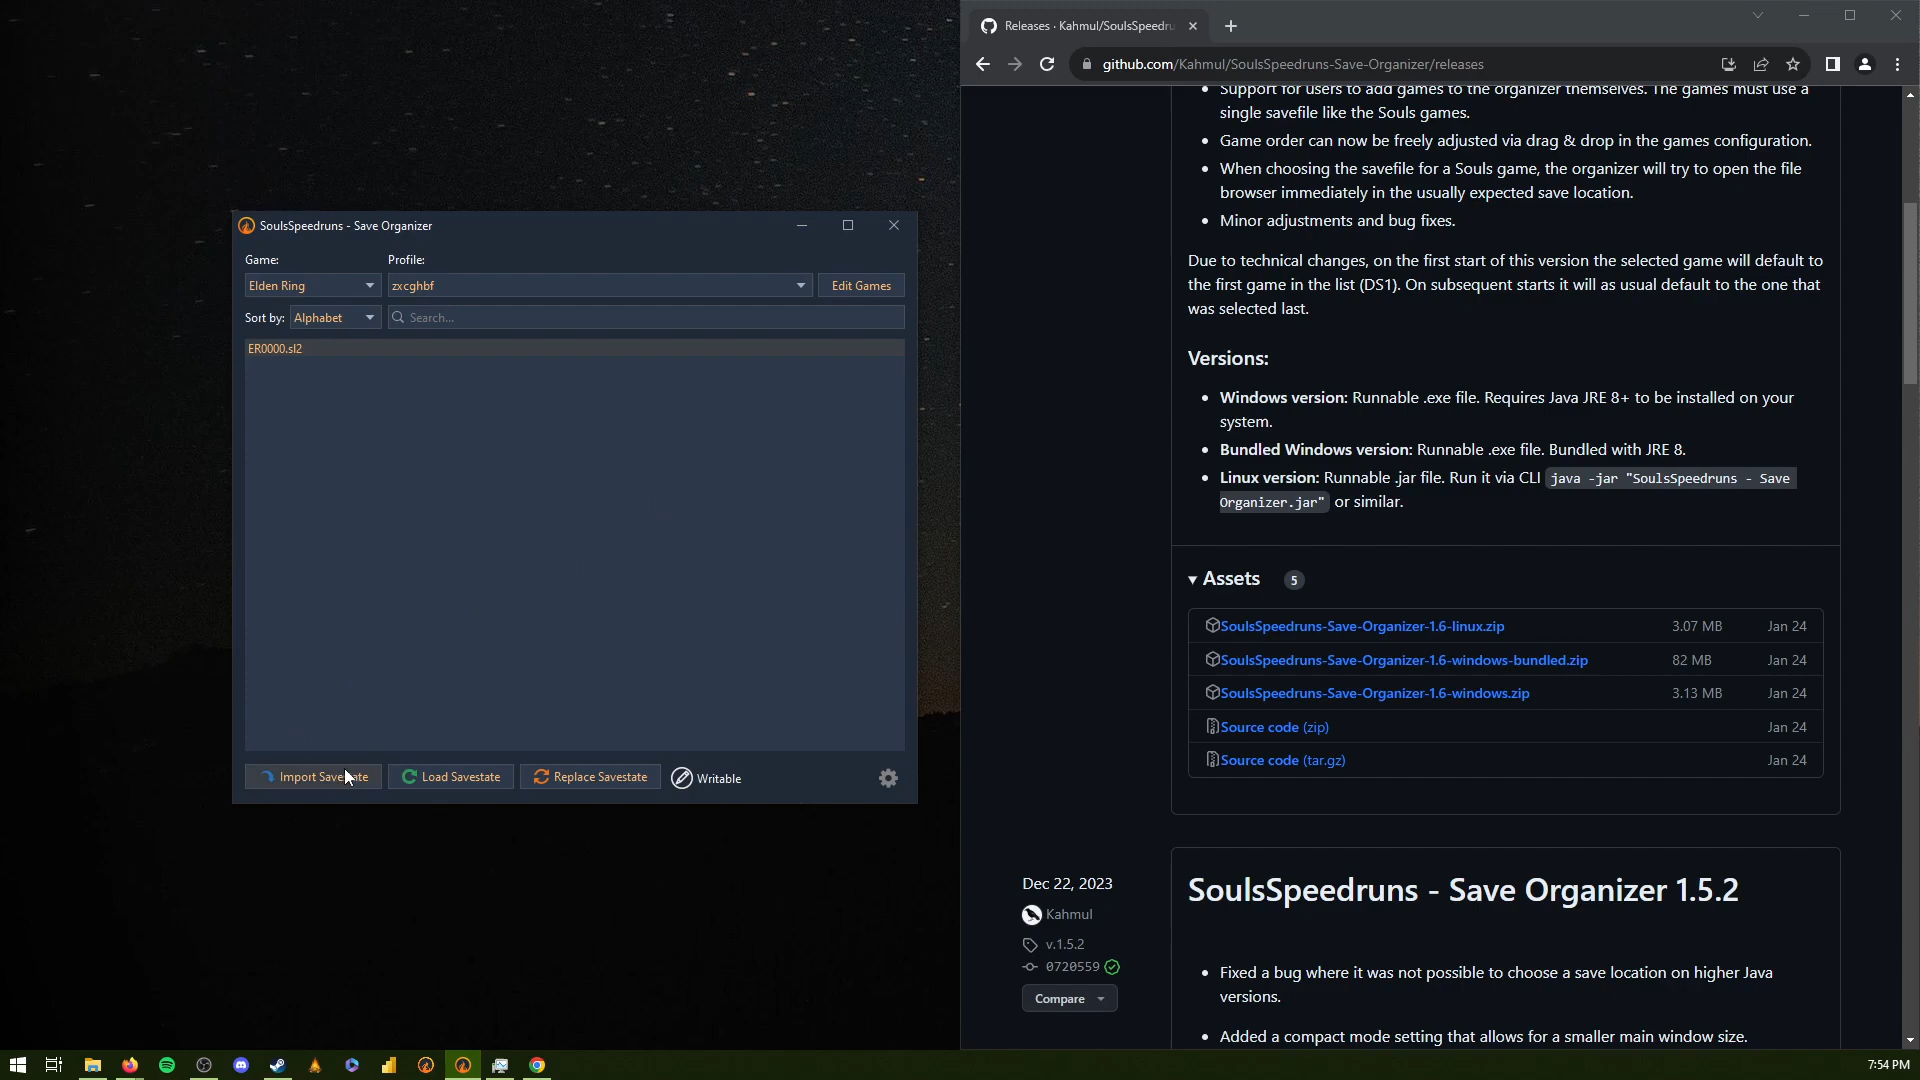 SoulsSpeedruns - Save Organizer
Game:
Profile:
Elden Ring
zxcghbf
Edit Games
Sort by:
Alphabet
Search...
ER0000.sl2
Import Savestate
Load Savestate
Replace Savestate
Writable
Releases · Kahmul/SoulsSpeedru
github.com/Kahmul/SoulsSpeedruns-Save-Organizer/releases
Support for users to add games to the organizer themselves. The games must use a
single savefile like the Souls games.
Game order can now be freely adjusted via drag & drop in the games configuration.
When choosing the savefile for a Souls game, the organizer will try to open the file
browser immediately in the usually expected save location.
Minor adjustments and bug fixes.
Due to technical changes, on the first start of this version the selected game will default to
the first game in the list (DS1). On subsequent starts it will as usual default to the one that
was selected last.
Versions:
Windows version: Runnable .exe file. Requires Java JRE 8+ to be installed on your
system.
Bundled Windows version: Runnable .exe file. Bundled with JRE 8.
Linux version: Runnable .jar file. Run it via CLI java -jar "SoulsSpeedruns - Save
Organizer.jar" or similar.
Assets 5
SoulsSpeedruns-Save-Organizer-1.6-linux.zip 3.07 MB Jan 24
SoulsSpeedruns-Save-Organizer-1.6-windows-bundled.zip 82 MB Jan 24
SoulsSpeedruns-Save-Organizer-1.6-windows.zip 3.13 MB Jan 24
Source code (zip) Jan 24
Source code (tar.gz) Jan 24
Dec 22, 2023
Kahmul
v.1.5.2
0720559
Compare
SoulsSpeedruns - Save Organizer 1.5.2
Fixed a bug where it was not possible to choose a save location on higher Java
versions.
Added a compact mode setting that allows for a smaller main window size.
7:54 PM